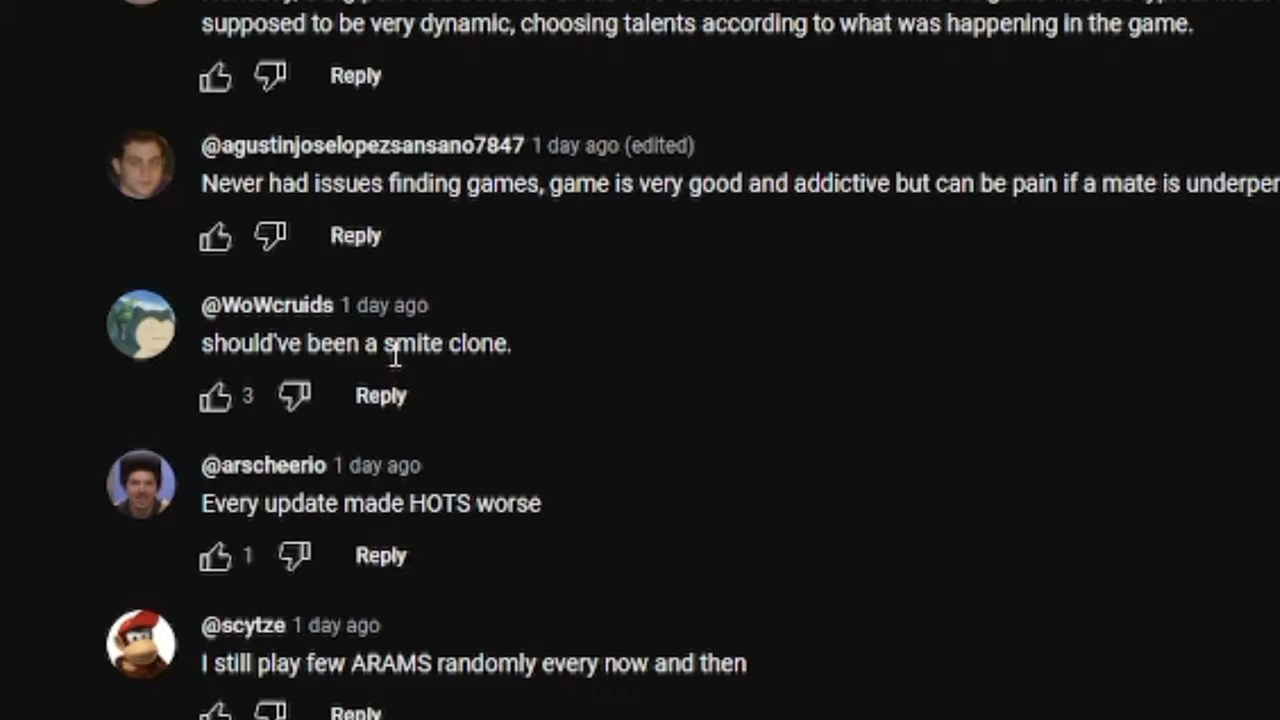 supposed to be very dynamic, choosing talents according to what was happening in the game.
Reply
@agustinjoselopezsansano7847 1 day ago (edited)
Never had issues finding games, game is very good and addictive but can be pain if a mate is
Reply
@WoWcruids 1 day ago
should've been a smite clone.
3 Reply
@arscheerio 1 day ago
Every update made HOTS worse
1 Reply
@scytze 1 day ago
I still play few ARAMS randomly every now and then
Reply